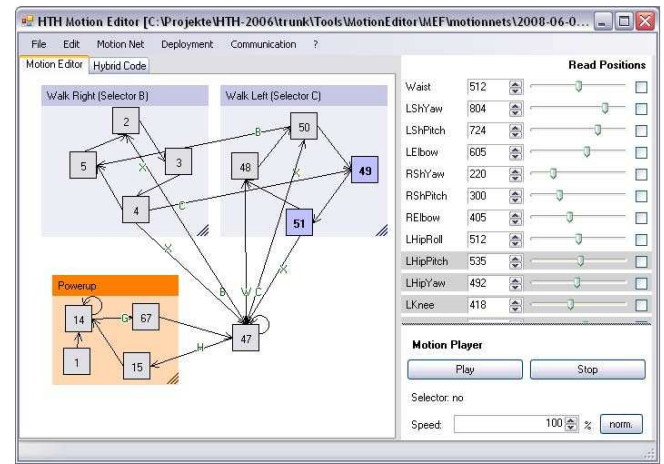 HTH Motion Editor [C:\Projekte\HTH-2006\trunk\Tools\MotionEditor\MEF\motionnets\2008-06-0...
File Edit Motion Net Deployment Communication ?
Motion Editor Hybrid Code
Read Positions
Walk Right (Selector B) Walk Left (Selector C)
2
50
B
5
3
X
48
X
49
4
C
51
X
X
Powerup
B W C
14
G
67
47
1
15
H
Waist 512
LShYaw 804
LShPitch 724
LElbow 605
RShYaw 220
RShPitch 300
RElbow 405
LHipRoll 512
LHipPitch 535
LHipYaw 492
LKnee 418
Motion Player
Play Stop
Selector: no
Speed: 100 % norm.